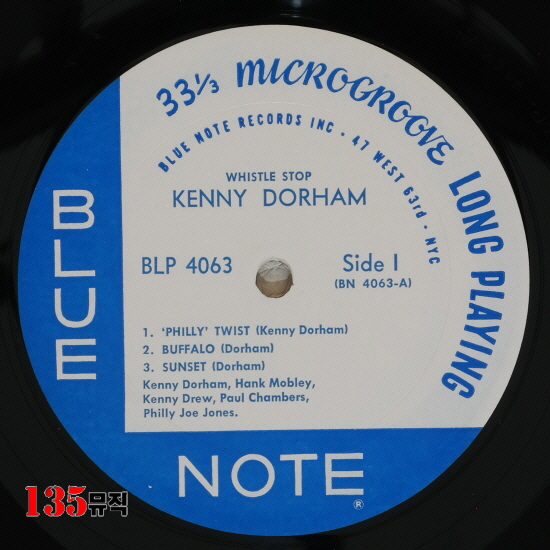 33⅓ MICROGROOVE LONG PLAYING
BLUE NOTE RECORDS INC • 47 WEST 63rd • NYC
WHISTLE STOP
KENNY DORHAM
BLP 4063
Side 1
(BN 4063-A)
1. ‘PHILLY’ TWIST (Kenny Dorham)
2. BUFFALO (Dorham)
3. SUNSET (Dorham)
Kenny Dorham, Hank Mobley,
Kenny Drew, Paul Chambers,
Philly Joe Jones.
BLUE
NOTE
®
135뮤직